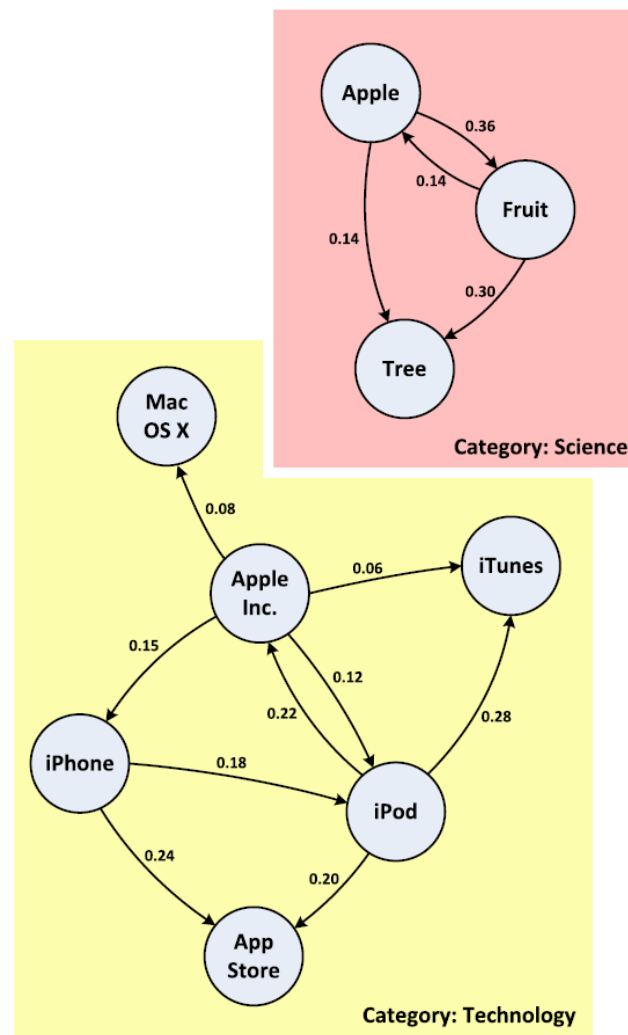 Apple
0.36
0.14
Fruit
0.14
0.30
Tree
Category: Science
Mac
OS X
0.08
Apple
Inc.
0.06
iTunes
0.15
0.12
0.22
0.28
iPhone
0.18
iPod
0.24
0.20
App
Store
Category: Technology